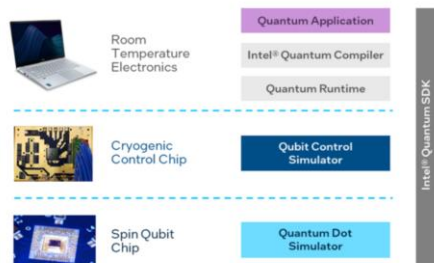 Room
Temperature
Electronics
Quantum Application
Intel® Quantum Compiler
Quantum Runtime
Cryogenic
Control Chip
Qubit Control
Simulator
Spin Qubit
Chip
Quantum Dot
Simulator
Intel® Quantum SDK